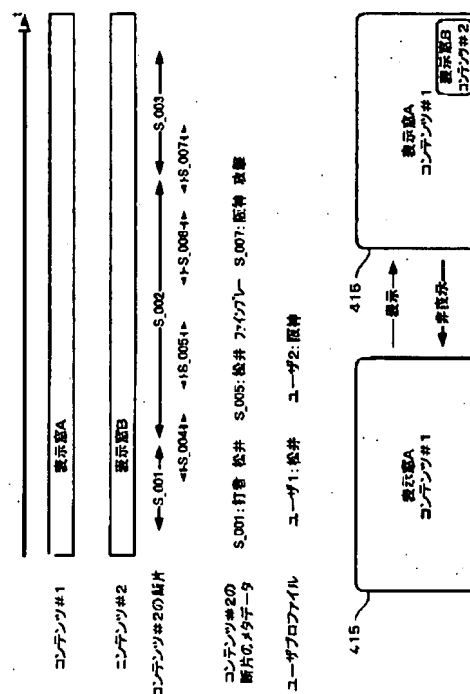 t
コンテンツ#1
表示窓A
ニンテンツ#2
表示窓B
コンテンツ#2の断片
S_001
S_002
S_003
S_004
S_005
S_008
S_007
コンテンツ#2の
断片のメタデータ
S_001: 打者 松井 S_005: 松井 ファインプレー S_007: 阪神 攻撃
ユーザプロファイル
ユーザ1: 松井 ユーザ2: 阪神
415
表示窓A
コンテンツ#1
表示
非表示
415
表示窓A
コンテンツ#1
表示窓B
コンテンツ#2